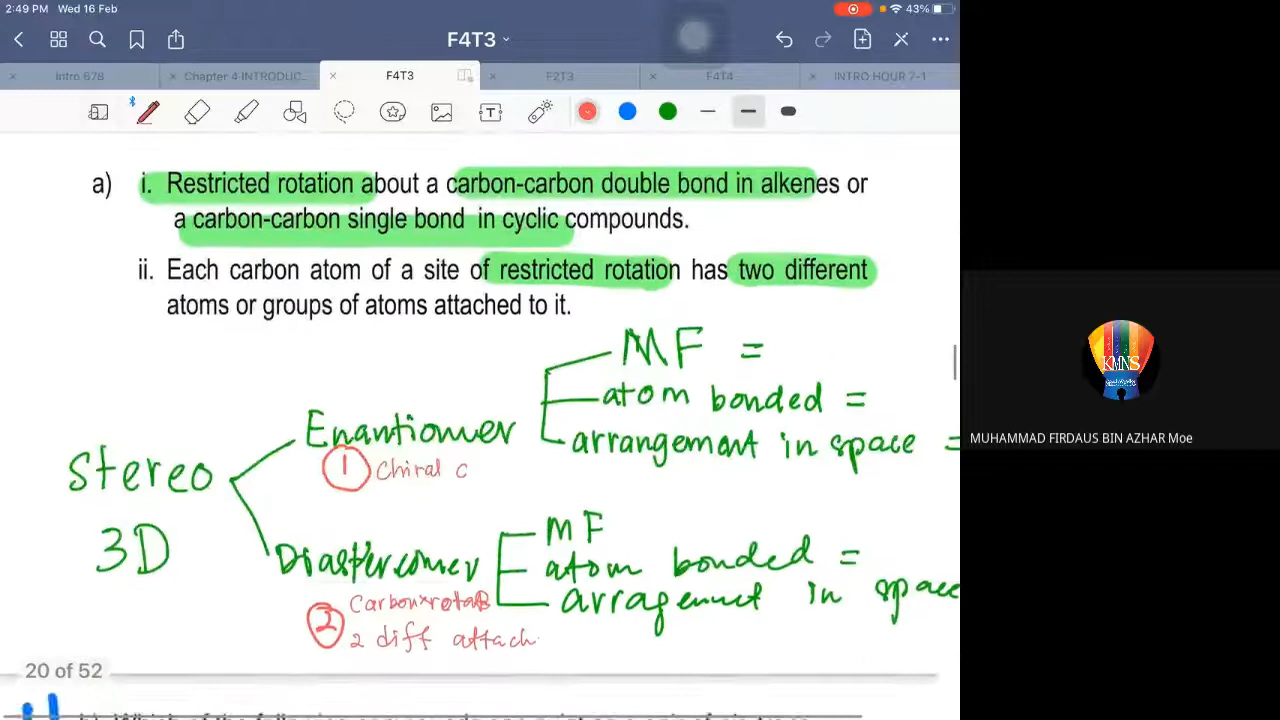 2:49 PM Wed 16 Feb
43%
F4T3
Intro 678
Chapter 4-INTRODUC...
F4T3
F2T3
F4T4
INTRO HOUR 7-1
a) i. Restricted rotation about a carbon-carbon double bond in alkenes or
a carbon-carbon single bond in cyclic compounds.
ii. Each carbon atom of a site of restricted rotation has two different
atoms or groups of atoms attached to it.
MF =
atom bonded =
Enantiomer
arrangement in space =
1 Chiral C
Stereo
3D
MF
atom bonded =
Diastereomer
arragemnet in space
2
2 diff attach
20 of 52
KMNS
MUHAMMAD FIRDAUS BIN AZHAR Moe